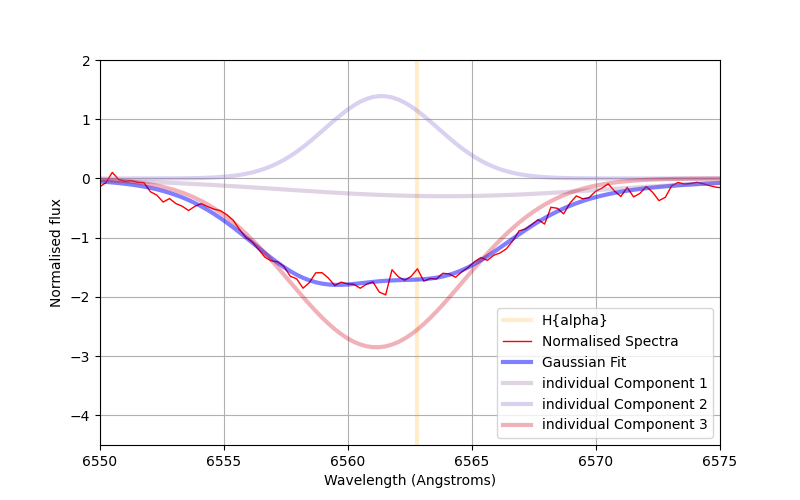 2
1
0
−1
−2
−3
−4
Normalised flux
6550 6555 6560 6565 6570 6575
Wavelength (Angstroms)
H{alpha}
Normalised Spectra
Gaussian Fit
individual Component 1
individual Component 2
individual Component 3